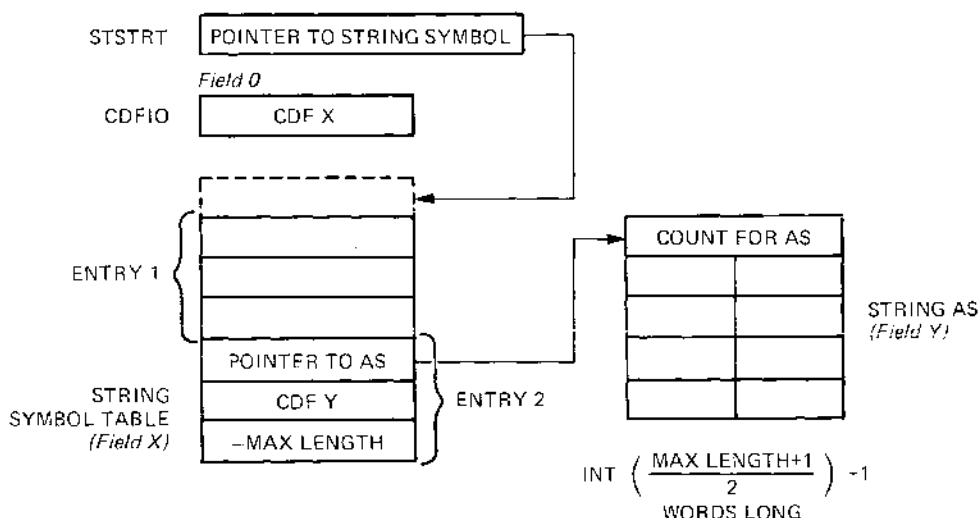 STSTRT
POINTER TO STRING SYMBOL
Field 0
CDFIO
CDF X
ENTRY 1
COUNT FOR AS
STRING AS
(Field Y)
POINTER TO AS
CDF Y
–MAX LENGTH
ENTRY 2
STRING
SYMBOL TABLE
(Field X)
INT ( MAX LENGTH+1
2 ) -1
WORDS LONG